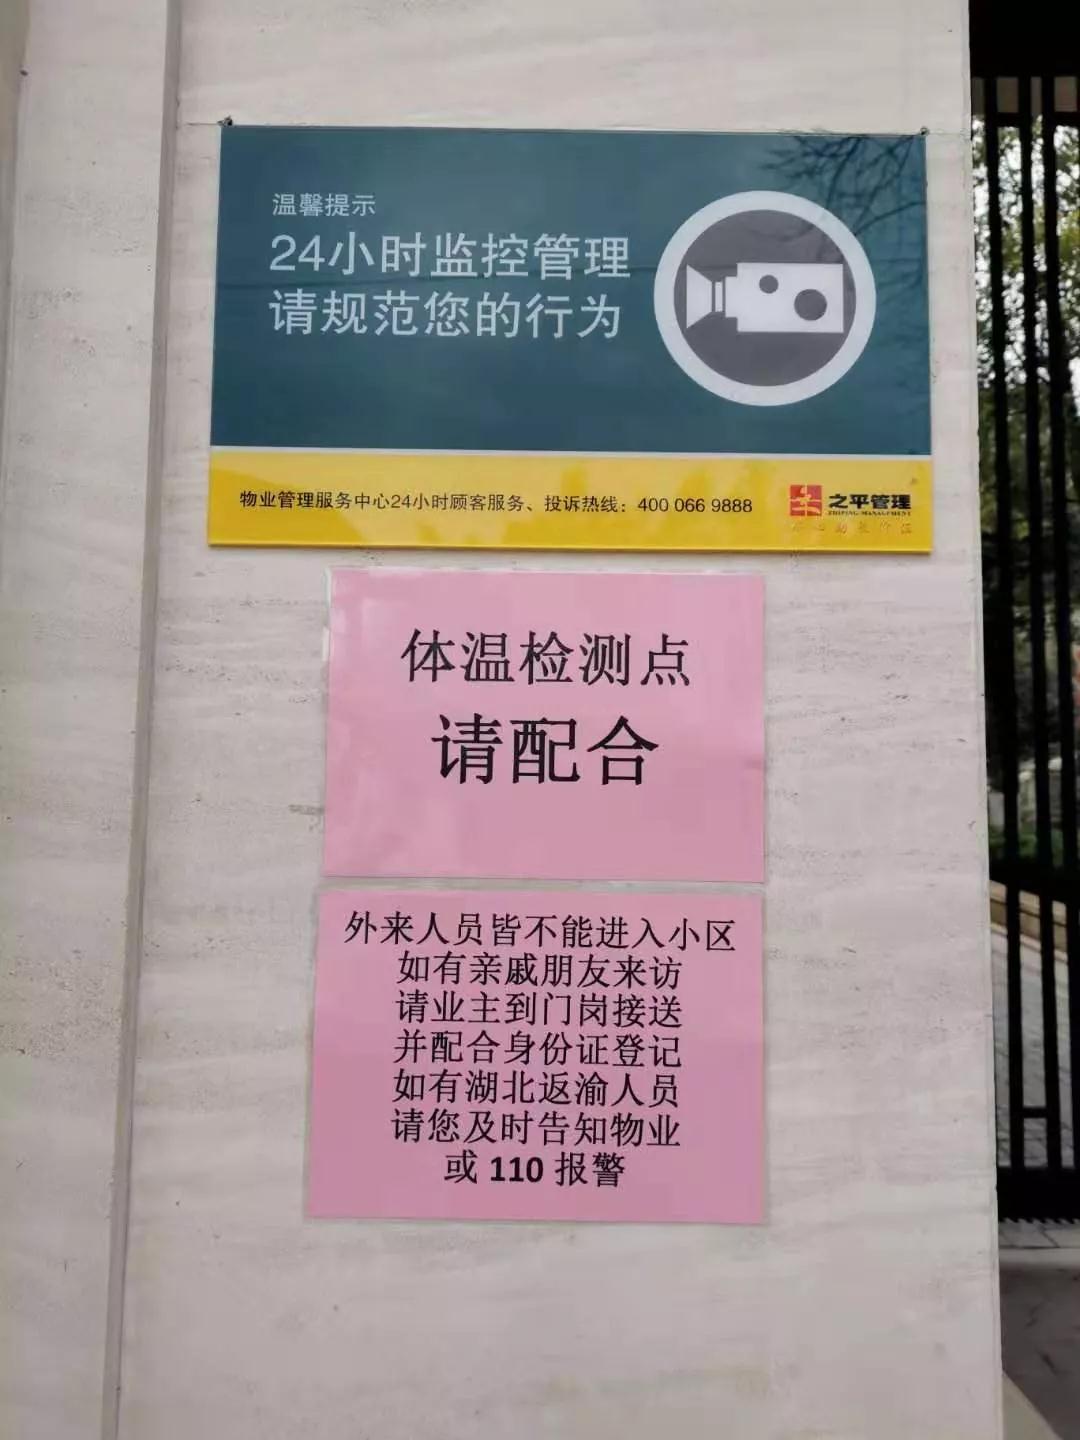 温馨提示
24小时监控管理
请规范您的行为
物业管理服务中心24小时顾客服务、投诉热线：400 066 9888
之平管理
ZHIPING MANAGEMENT
体温检测点
请配合
外来人员皆不能进入小区
如有亲戚朋友来访
请业主到门岗接送
并配合身份证登记
如有湖北返渝人员
请您及时告知物业
或 110 报警